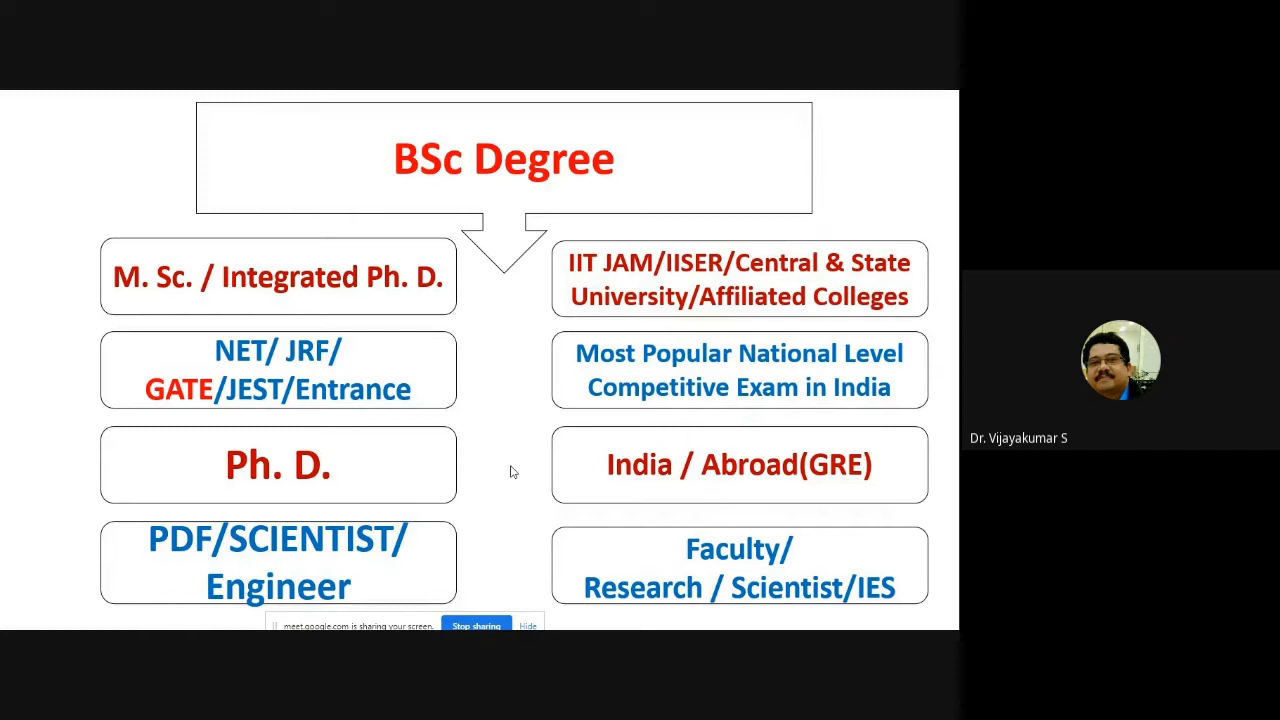 BSc Degree
M. Sc. / Integrated Ph. D.
IIT JAM/IISER/Central & State
University/Affiliated Colleges
NET/ JRF/
GATE/JEST/Entrance
Most Popular National Level
Competitive Exam in India
Ph. D.
India / Abroad(GRE)
PDF/SCIENTIST/
Engineer
Faculty/
Research / Scientist/IES
meet.google.com is sharing your screen.
Stop sharing
Hide
Dr. Vijayakumar S